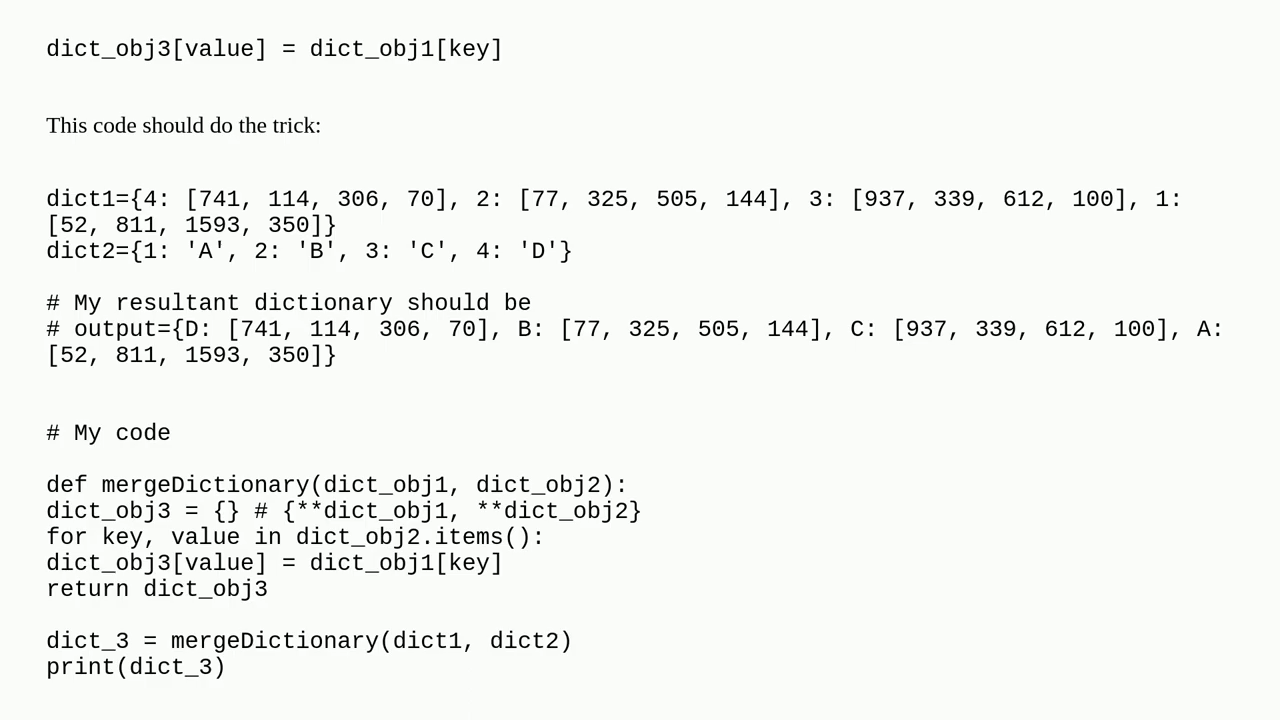 dict_obj3[value] = dict_obj1[key]
This code should do the trick:
dict1={4: [741, 114, 306, 70], 2: [77, 325, 505, 144], 3: [937, 339, 612, 100], 1:
[52, 811, 1593, 350]}
dict2={1: 'A', 2: 'B', 3: 'C', 4: 'D'}
# My resultant dictionary should be
# output={D: [741, 114, 306, 70], B: [77, 325, 505, 144], C: [937, 339, 612, 100], A:
[52, 811, 1593, 350]}
# My code
def mergeDictionary(dict_obj1, dict_obj2):
dict_obj3 = {} # {**dict_obj1, **dict_obj2}
for key, value in dict_obj2.items():
dict_obj3[value] = dict_obj1[key]
return dict_obj3
dict_3 = mergeDictionary(dict1, dict2)
print(dict_3)